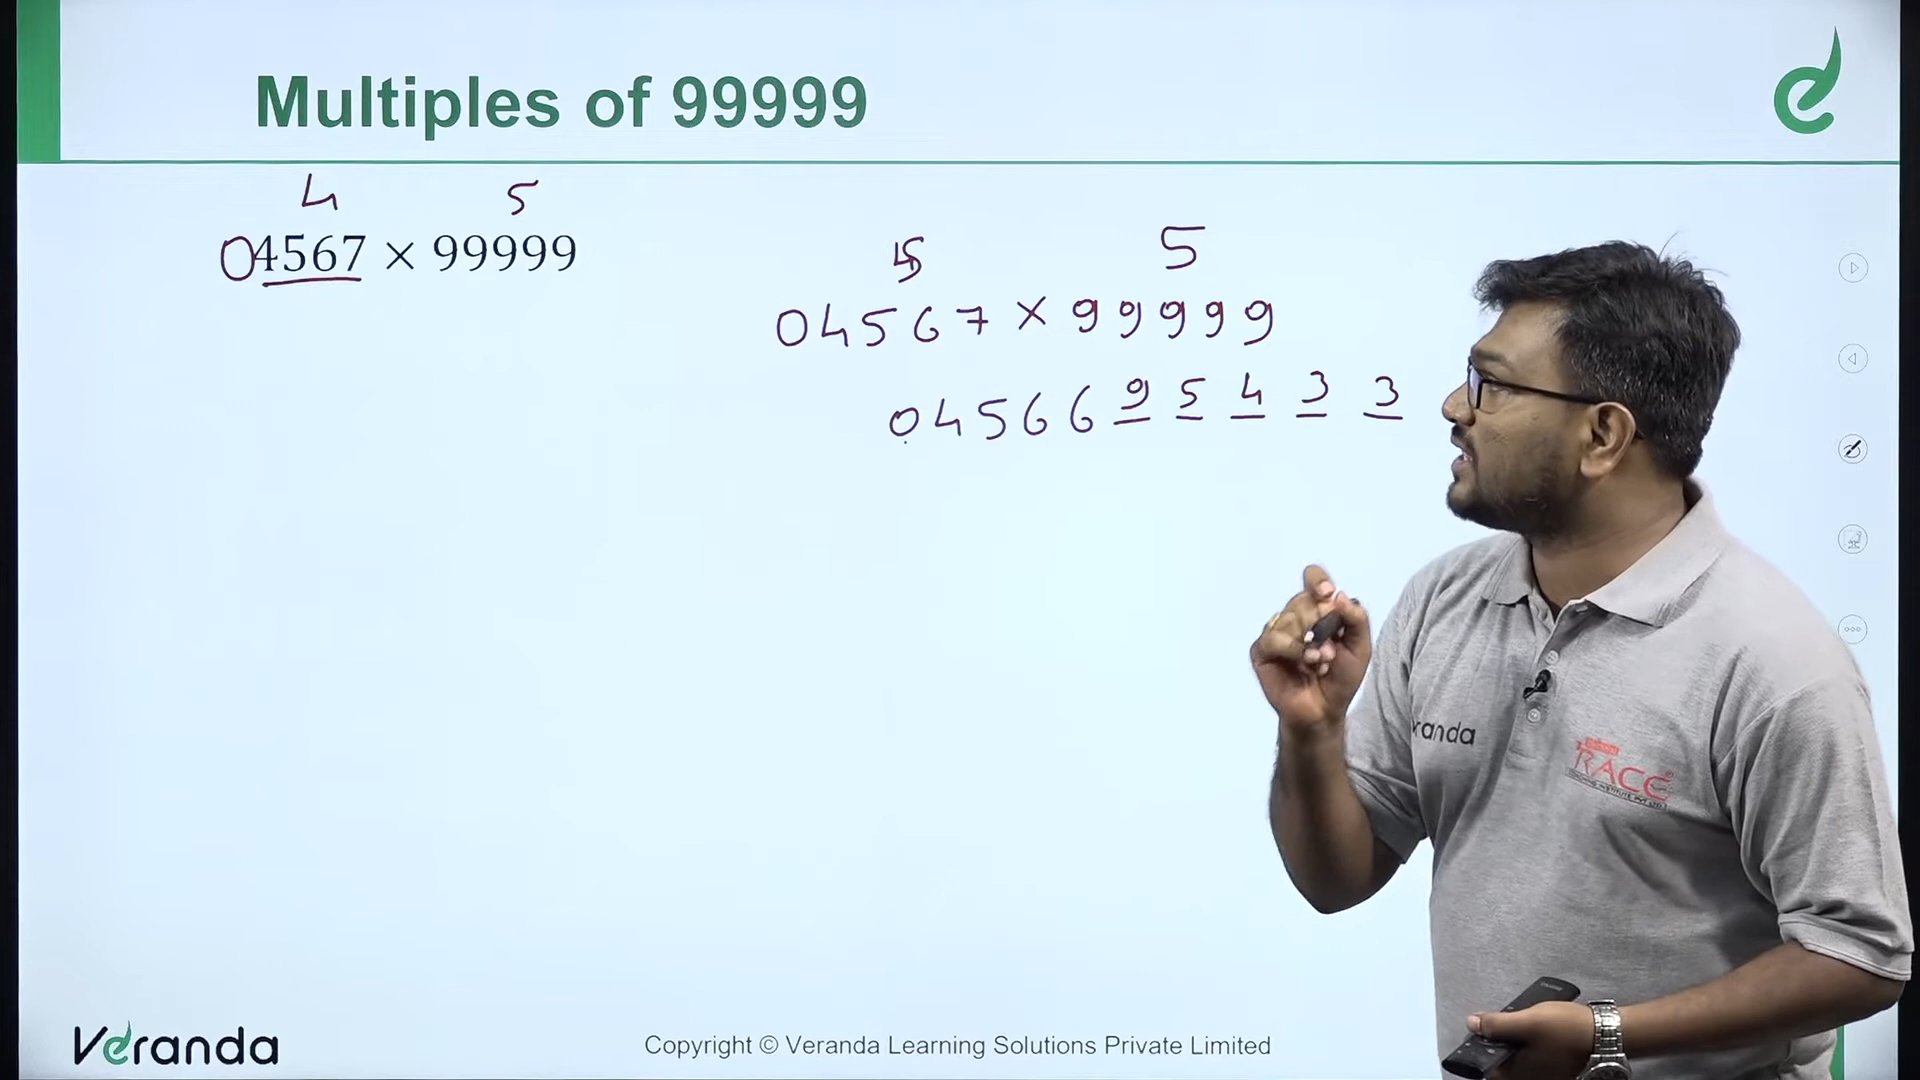 Multiples of 99999
4 5
04567 × 99999
5 5
04567 × 99999
0456695433
randa
RACE
Veranda
Copyright © Veranda Learning Solutions Private Limited